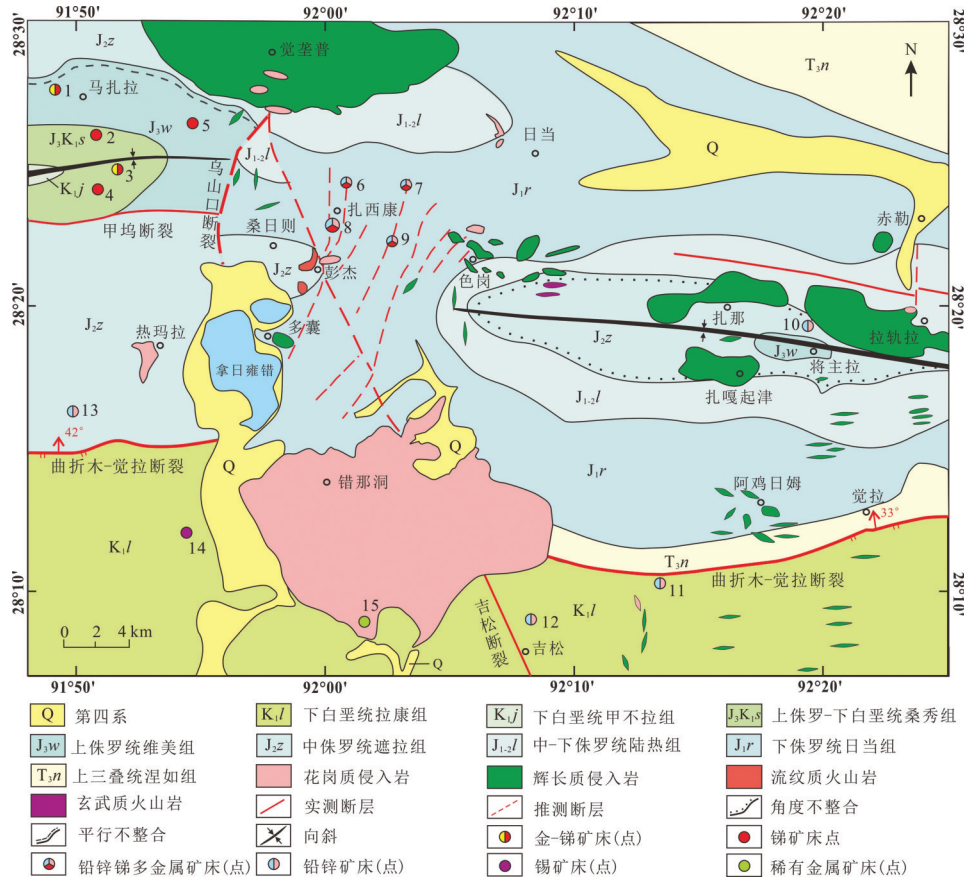 91°50′ 92°00′ 92°10′ 92°20′
28°30′ 28°30′
J₂z
觉垄普
T₃n
N
1
马扎拉
2
5
J₃w
J₃K₁s
J₁₋₂l
J₁₋₂l
日当
Q
3
4
K₁j
乌山口断裂
6
7
J₁r
扎西康
8
9
赤勒
甲坞断裂
桑日则
J₂z
彭杰
色岗
28°20′ 28°20′
J₂z
热玛拉
多囊
拿日雍错
扎那
10
拉轨拉
J₂z
J₃w
将主拉
扎嘎起津
J₁₋₂l
13
42°
曲折木-觉拉断裂
Q
Q
J₁r
错那洞
阿鸡日姆
觉拉
33°
K₁l
14
T₃n
曲折木-觉拉断裂
28°10′ 28°10′
11
15
吉松断裂
12
K₁l
吉松
0 2 4 km
Q
91°50′ 92°00′ 92°10′ 92°20′
Q 第四系 K₁l 下白垩统拉康组 K₁j 下白垩统甲不拉组 J₃K₁s 上侏罗-下白垩统桑秀组
J₃w 上侏罗统维美组 J₂z 中侏罗统遮拉组 J₁₋₂l 中-下侏罗统陆热组 J₁r 下侏罗统日当组
T₃n 上三叠统涅如组 花岗质侵入岩 辉长质侵入岩 流纹质火山岩
玄武质火山岩 实测断层 推测断层 角度不整合
平行不整合 向斜 金-锑矿床(点) 锑矿床点
铅锌锑多金属矿床(点) 铅锌矿床(点) 锡矿床(点) 稀有金属矿床(点)